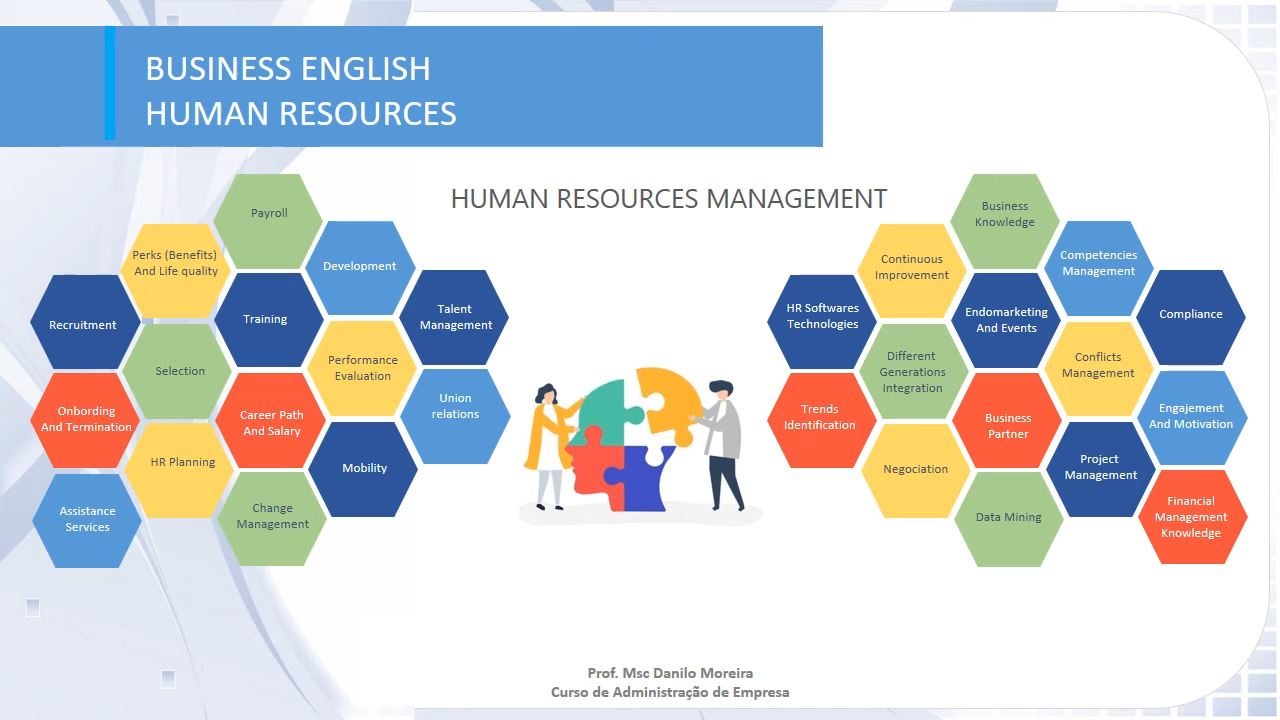 BUSINESS ENGLISH
HUMAN RESOURCES
HUMAN RESOURCES MANAGEMENT
Payroll
Perks (Benefits)
And Life quality
Development
Recruitment
Training
Talent
Management
Selection
Performance
Evaluation
Onbording
And Termination
Career Path
And Salary
Union
relations
HR Planning
Mobility
Assistance
Services
Change
Management
Business
Knowledge
Continuous
Improvement
Competencies
Management
HR Softwares
Technologies
Endomarketing
And Events
Compliance
Different
Generations
Integration
Conflicts
Management
Trends
Identification
Business
Partner
Engajement
And Motivation
Negociation
Project
Management
Data Mining
Financial
Management
Knowledge
Prof. Msc Danilo Moreira
Curso de Administração de Empresa